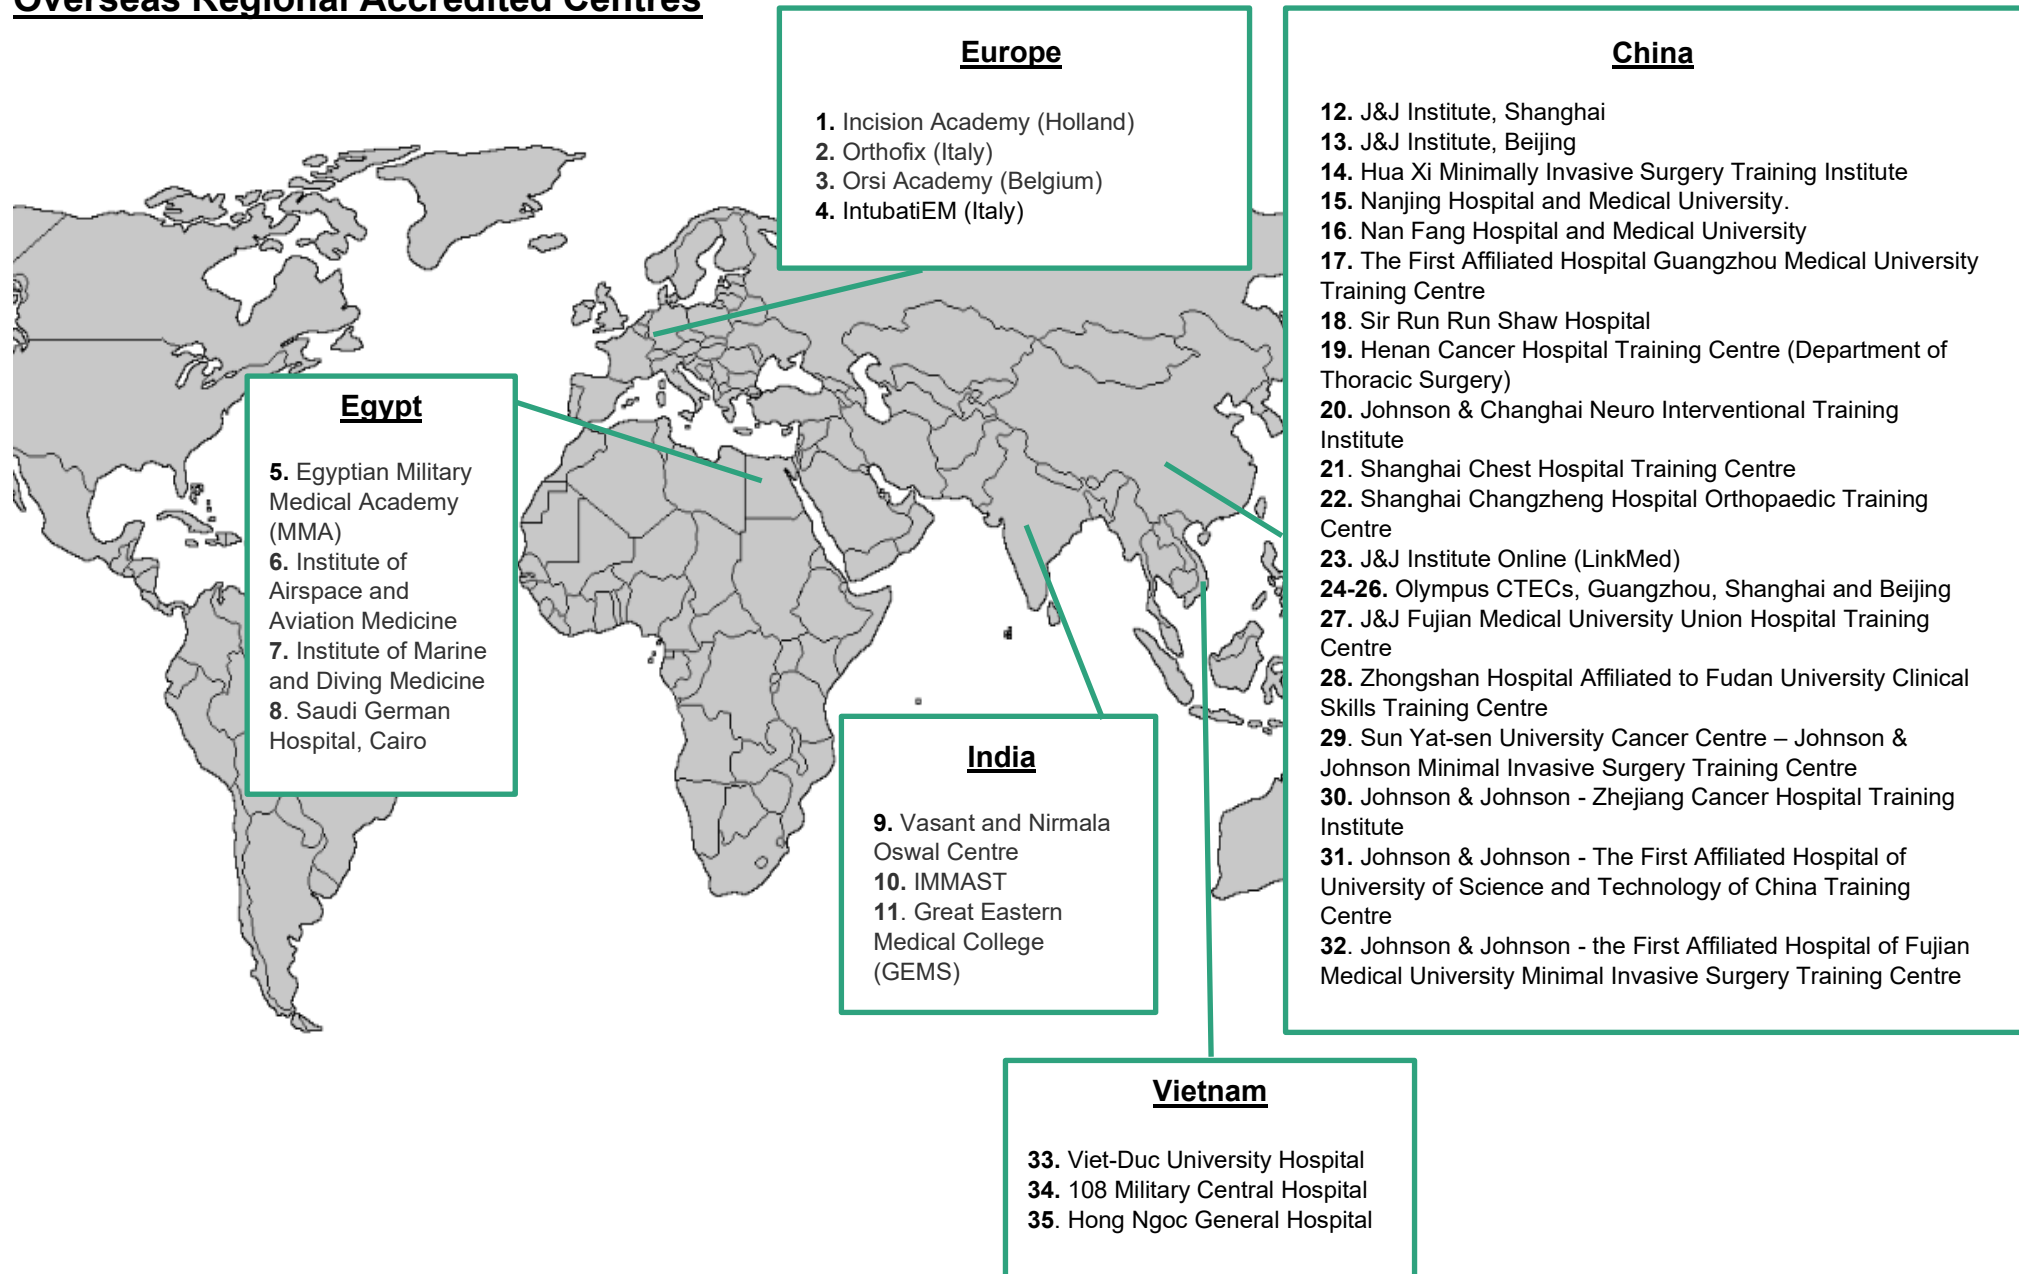 Overseas Regional Accredited Centres
Europe
1. Incision Academy (Holland)
2. Orthofix (Italy)
3. Orsi Academy (Belgium)
4. IntubatiEM (Italy)
China
12. J&J Institute, Shanghai
13. J&J Institute, Beijing
14. Hua Xi Minimally Invasive Surgery Training Institute
15. Nanjing Hospital and Medical University.
16. Nan Fang Hospital and Medical University
17. The First Affiliated Hospital Guangzhou Medical University
Training Centre
18. Sir Run Run Shaw Hospital
19. Henan Cancer Hospital Training Centre (Department of
Thoracic Surgery)
20. Johnson & Changhai Neuro Interventional Training
Institute
21. Shanghai Chest Hospital Training Centre
22. Shanghai Changzheng Hospital Orthopaedic Training
Centre
23. J&J Institute Online (LinkMed)
24-26. Olympus CTECs, Guangzhou, Shanghai and Beijing
27. J&J Fujian Medical University Union Hospital Training
Centre
28. Zhongshan Hospital Affiliated to Fudan University Clinical
Skills Training Centre
29. Sun Yat-sen University Cancer Centre – Johnson &
Johnson Minimal Invasive Surgery Training Centre
30. Johnson & Johnson - Zhejiang Cancer Hospital Training
Institute
31. Johnson & Johnson - The First Affiliated Hospital of
University of Science and Technology of China Training
Centre
32. Johnson & Johnson - the First Affiliated Hospital of Fujian
Medical University Minimal Invasive Surgery Training Centre
Egypt
5. Egyptian Military
Medical Academy
(MMA)
6. Institute of
Airspace and
Aviation Medicine
7. Institute of Marine
and Diving Medicine
8. Saudi German
Hospital, Cairo
India
9. Vasant and Nirmala
Oswal Centre
10. IMMAST
11. Great Eastern
Medical College
(GEMS)
Vietnam
33. Viet-Duc University Hospital
34. 108 Military Central Hospital
35. Hong Ngoc General Hospital